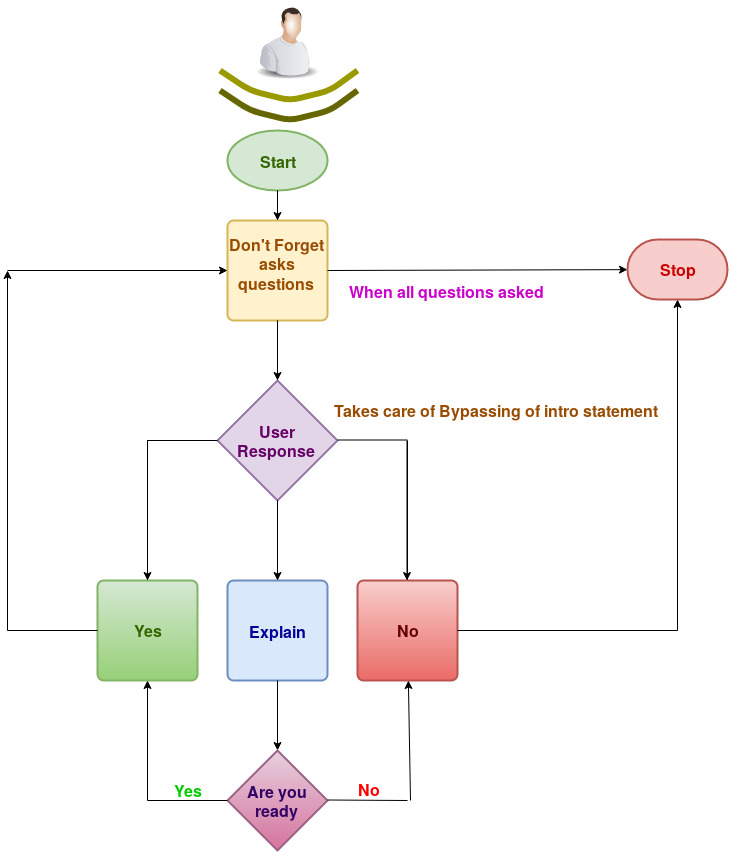 Start
Don't Forget
asks
questions
Stop
When all questions asked
Takes care of Bypassing of intro statement
User
Response
Yes
Explain
No
Yes
Are you
ready
No